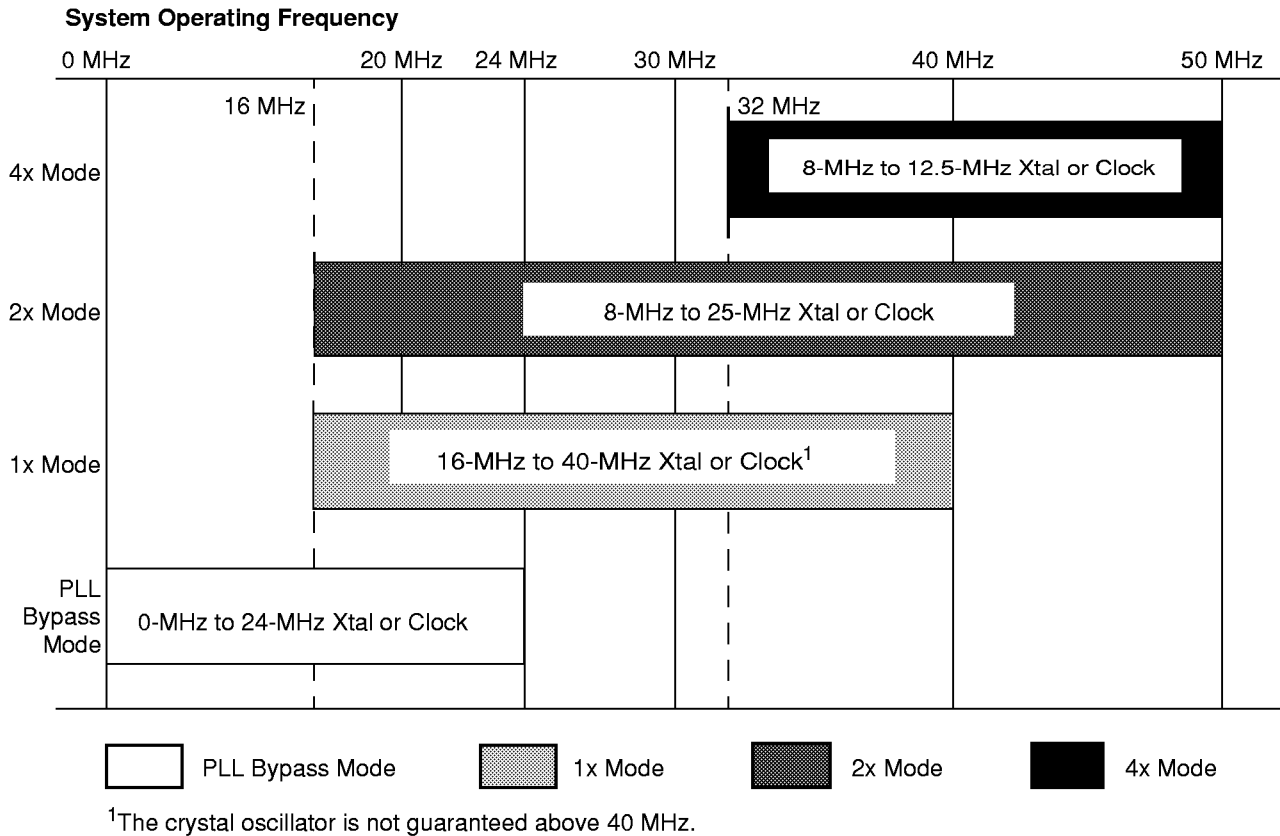 System Operating Frequency
0 MHz 20 MHz 24 MHz 30 MHz 40 MHz 50 MHz
16 MHz 32 MHz
4x Mode 8-MHz to 12.5-MHz Xtal or Clock
2x Mode 8-MHz to 25-MHz Xtal or Clock
1x Mode 16-MHz to 40-MHz Xtal or Clock¹
PLL
Bypass
Mode
0-MHz to 24-MHz Xtal or Clock
PLL Bypass Mode 1x Mode 2x Mode 4x Mode
¹The crystal oscillator is not guaranteed above 40 MHz.